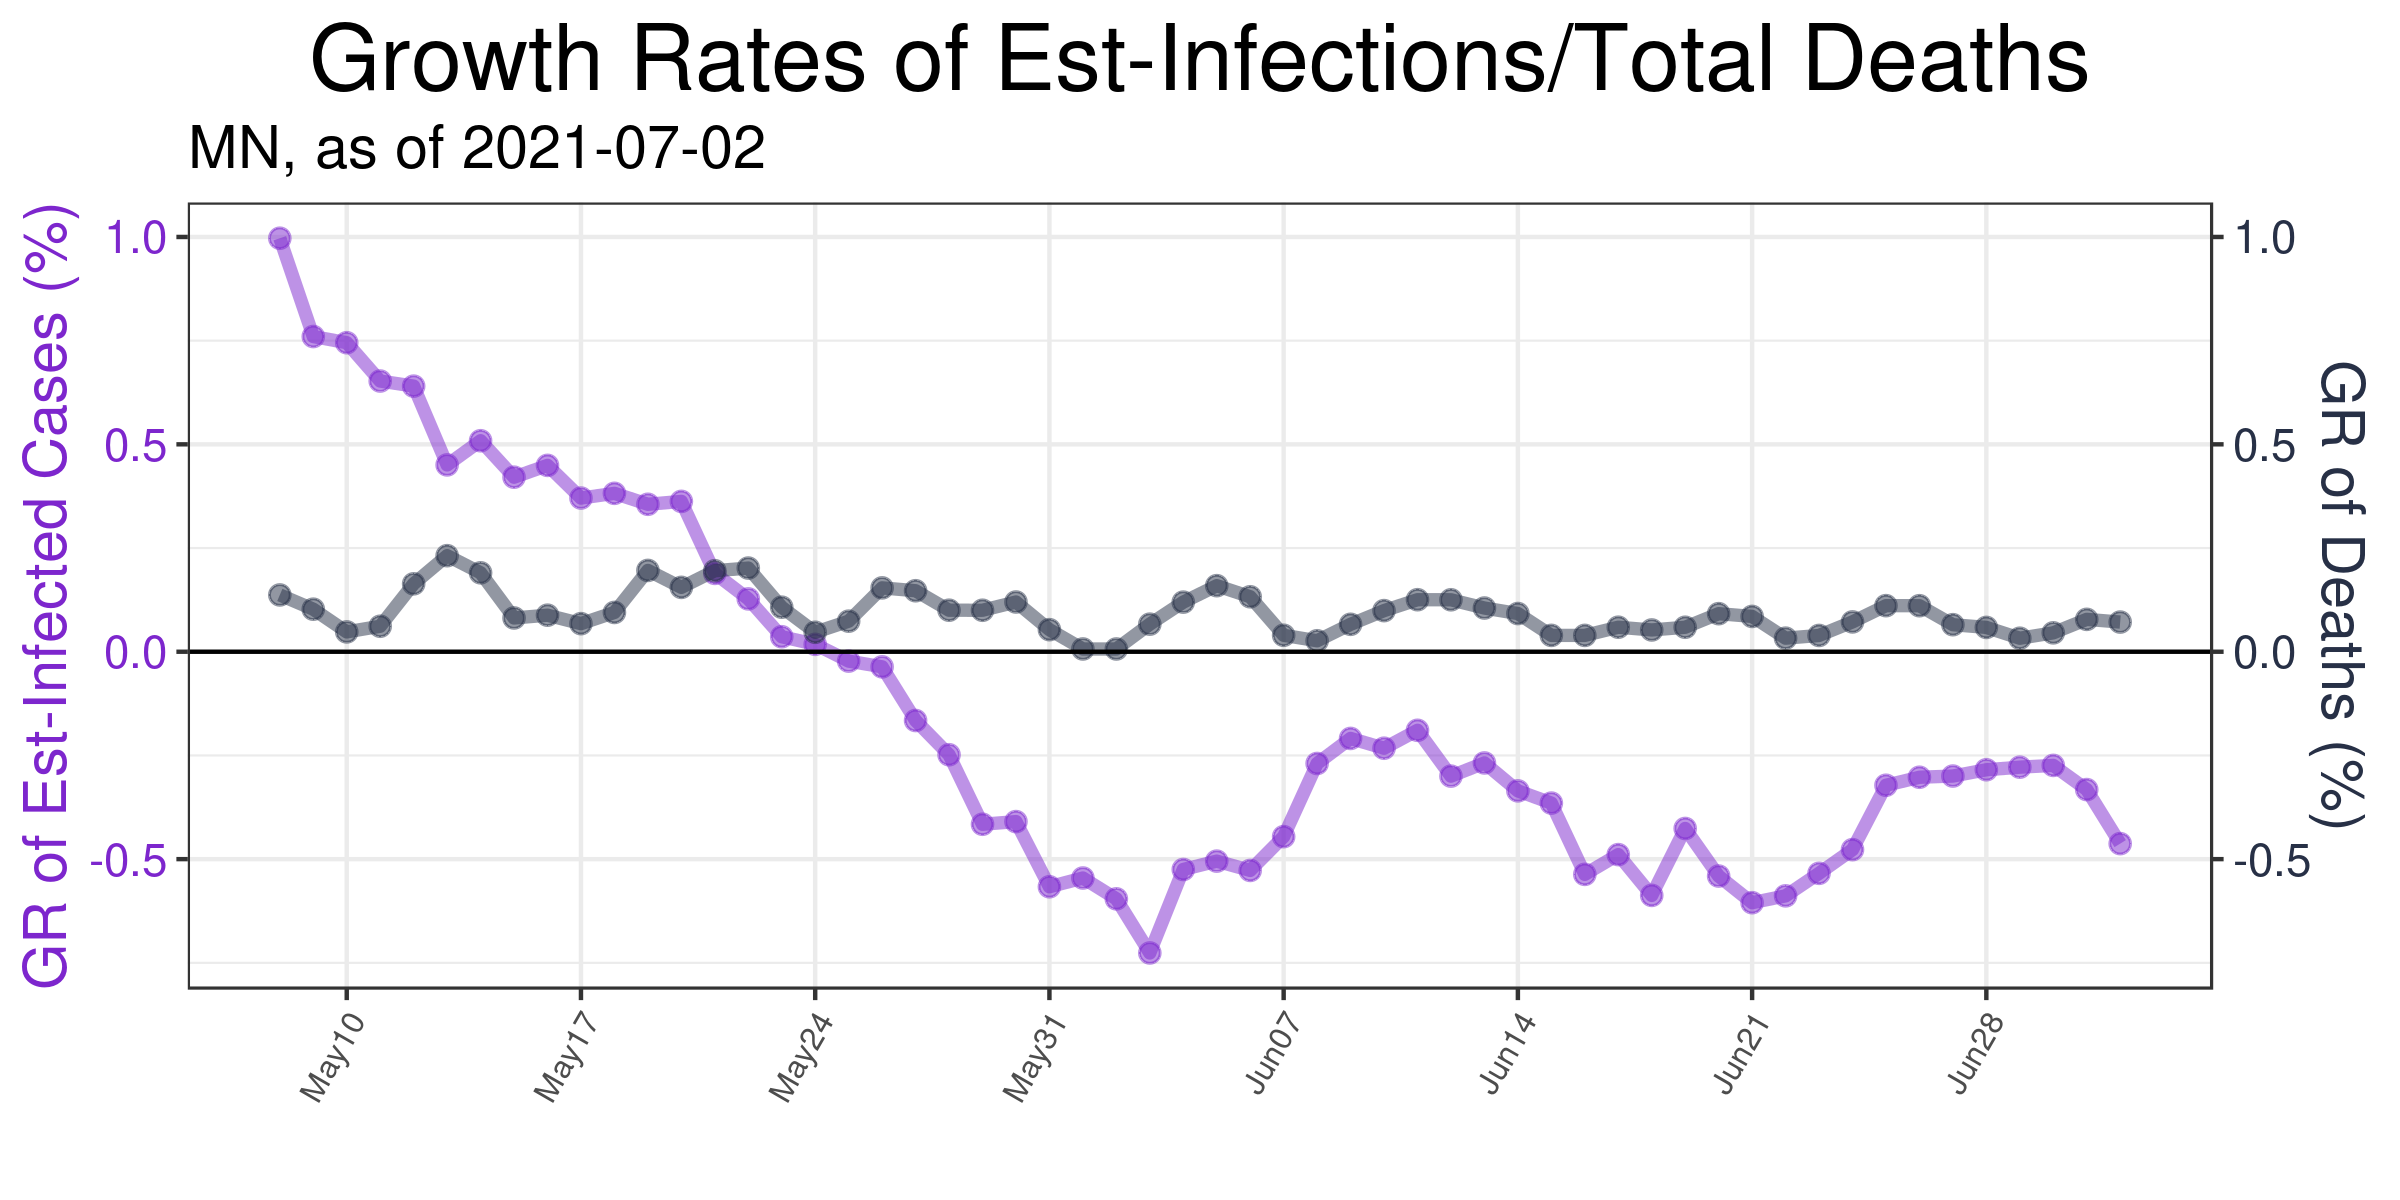 Growth Rates of Est-Infections/Total Deaths
MN, as of 2021-07-02
GR of Est-Infected Cases (%)
1.0
0.5
0.0
-0.5
1.0
0.5
0.0
-0.5
GR of Deaths (%)
May10
May17
May24
May31
Jun07
Jun14
Jun21
Jun28